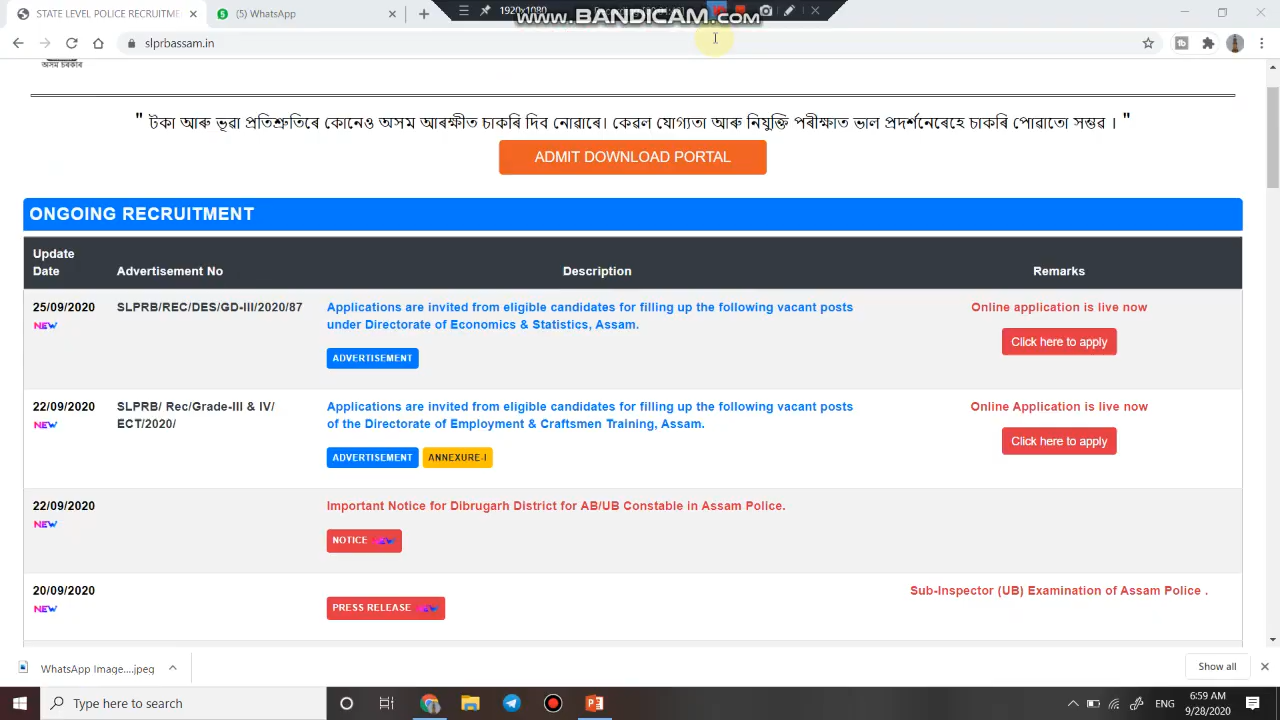 STATE LEVEL POLICE RECRUITME
(5) WhatsApp
1920x1080
www.BANDICAM.com
slprbassam.in
অসম চৰকাৰ
" টকা আৰু ভূৱা প্ৰতিশ্ৰুতিৰে কোনেও অসম আৰক্ষীত চাকৰি দিব নোৱাৰে। কেৱল যোগ্যতা আৰু নিযুক্তি পৰীক্ষাত ভাল প্ৰদৰ্শনেৰেহে চাকৰি পোৱাতো সম্ভৱ । "
ADMIT DOWNLOAD PORTAL
ONGOING RECRUITMENT
Update Date
Advertisement No
Description
Remarks
25/09/2020
NEW
SLPRB/REC/DES/GD-III/2020/87
Applications are invited from eligible candidates for filling up the following vacant posts
under Directorate of Economics & Statistics, Assam.
ADVERTISEMENT
Online application is live now
Click here to apply
22/09/2020
NEW
SLPRB/ Rec/Grade-III & IV/
ECT/2020/
Applications are invited from eligible candidates for filling up the following vacant posts
of the Directorate of Employment & Craftsmen Training, Assam.
ADVERTISEMENT ANNEXURE-I
Online Application is live now
Click here to apply
22/09/2020
NEW
Important Notice for Dibrugarh District for AB/UB Constable in Assam Police.
NOTICE NEW
20/09/2020
NEW
PRESS RELEASE NEW
Sub-Inspector (UB) Examination of Assam Police .
WhatsApp Image....jpeg
Show all
Type here to search
ENG
6:59 AM
9/28/2020